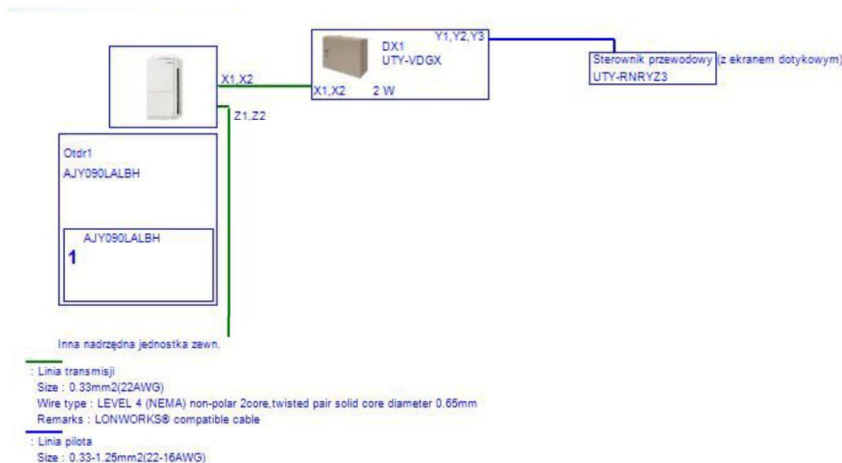 Y1,Y2,Y3
DX1
UTY-VDGX
Sterownik przewodowy (z ekranem dotykowym)
UTY-RNRYZ3
X1,X2
X1,X2 2 W
Z1,Z2
Otdr1
AJY090LALBH
AJY090LALBH
1
Inna nadrzędna jednostka zewn.
: Linia transmisji
Size : 0.33mm2(22AWG)
Wire type : LEVEL 4 (NEMA) non-polar 2core,twisted pair solid core diameter 0.65mm
Remarks : LONWORKS® compatible cable
: Linia pilota
Size : 0.33-1.25mm2(22-16AWG)